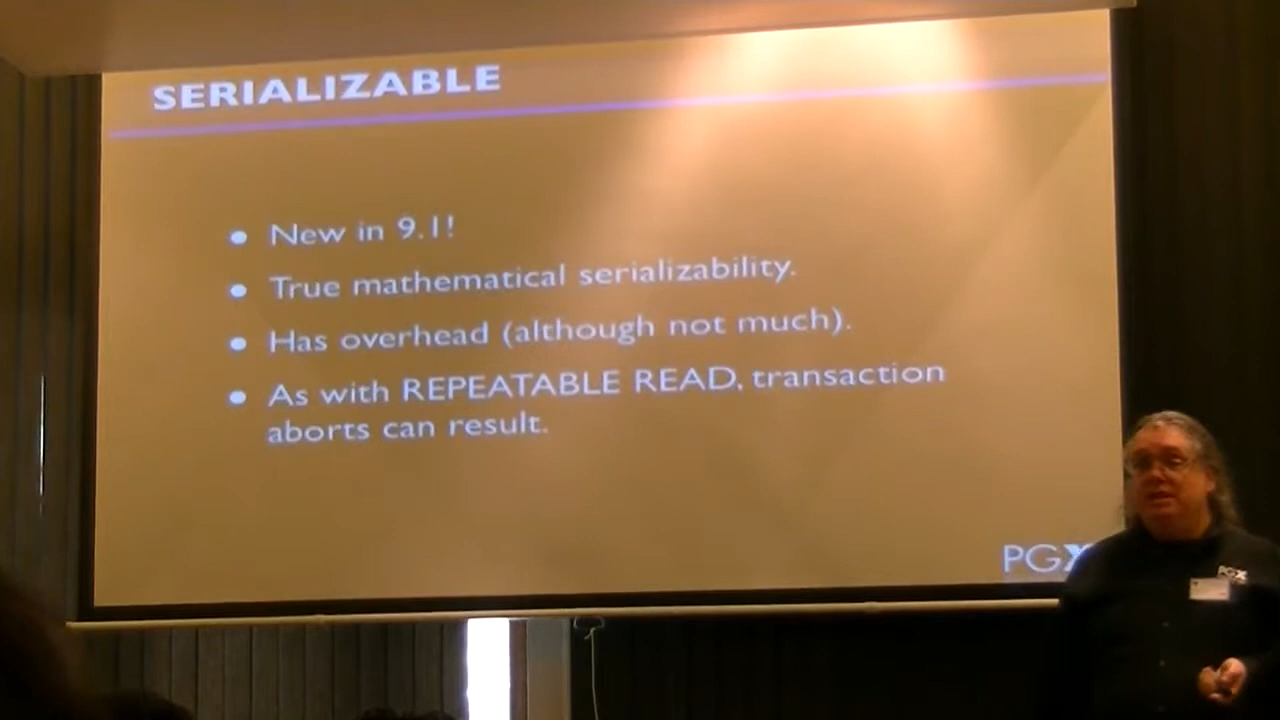 SERIALIZABLE
• New in 9.1!
• True mathematical serializability.
• Has overhead (although not much).
• As with REPEATABLE READ, transaction
aborts can result.
PGX
PGX